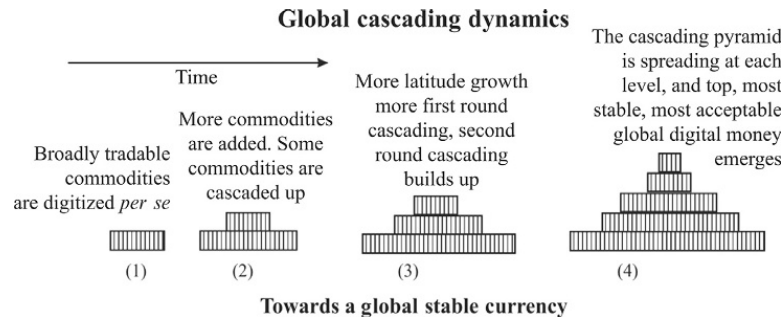 Global cascading dynamics
Time
Broadly tradable
commodities
are digitized per se
(1)
More commodities
are added. Some
commodities are
cascaded up
(2)
More latitude growth
more first round
cascading, second
round cascading
builds up
(3)
The cascading pyramid
is spreading at each
level, and top, most
stable, most acceptable
global digital money
emerges
(4)
Towards a global stable currency